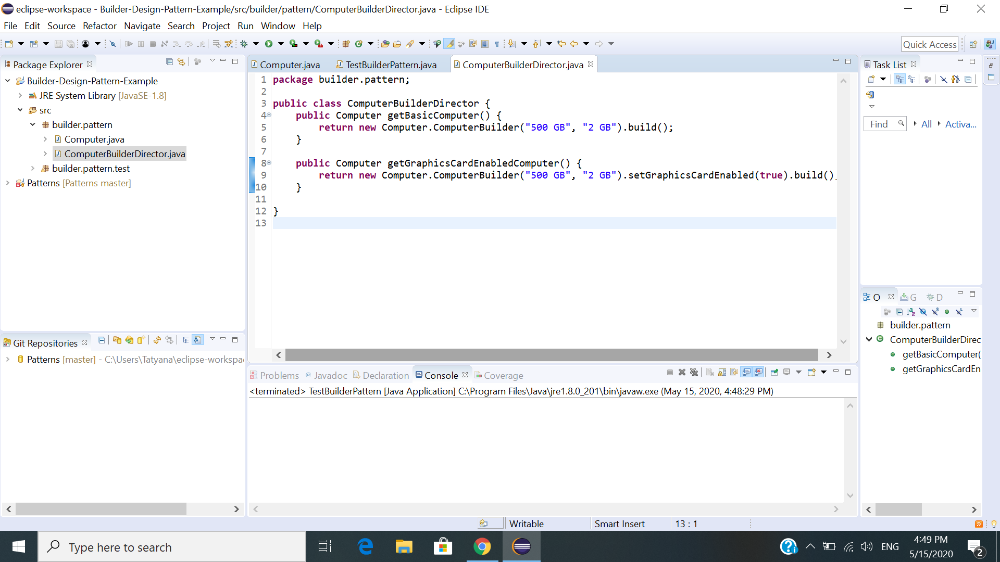 eclipse-workspace - Builder-Design-Pattern-Example/src/builder/pattern/ComputerBuilderDirector.java - Eclipse IDE
File Edit Source Refactor Navigate Search Project Run Window Help
Quick Access
Package Explorer
Builder-Design-Pattern-Example
JRE System Library [JavaSE-1.8]
src
builder.pattern
Computer.java
ComputerBuilderDirector.java
builder.pattern.test
Patterns [Patterns master]
Git Repositories
Patterns [master] - C:\Users\Tatyana\eclipse-workspa
Computer.java TestBuilderPattern.java ComputerBuilderDirector.java
1 package builder.pattern;
2
3 public class ComputerBuilderDirector {
4 public Computer getBasicComputer() {
5 return new Computer.ComputerBuilder("500 GB", "2 GB").build();
6 }
7
8 public Computer getGraphicsCardEnabledComputer() {
9 return new Computer.ComputerBuilder("500 GB", "2 GB").setGraphicsCardEnabled(true).build();
10 }
11
12 }
13
Problems Javadoc Declaration Console Coverage
<terminated> TestBuilderPattern [Java Application] C:\Program Files\Java\jre1.8.0_201\bin\javaw.exe (May 15, 2020, 4:48:29 PM)
Task List
Find All Activa...
O G D
builder.pattern
ComputerBuilderDirec
getBasicComputer(
getGraphicsCardEn
Writable Smart Insert 13 : 1
Type here to search
ENG
4:49 PM
5/15/2020
2